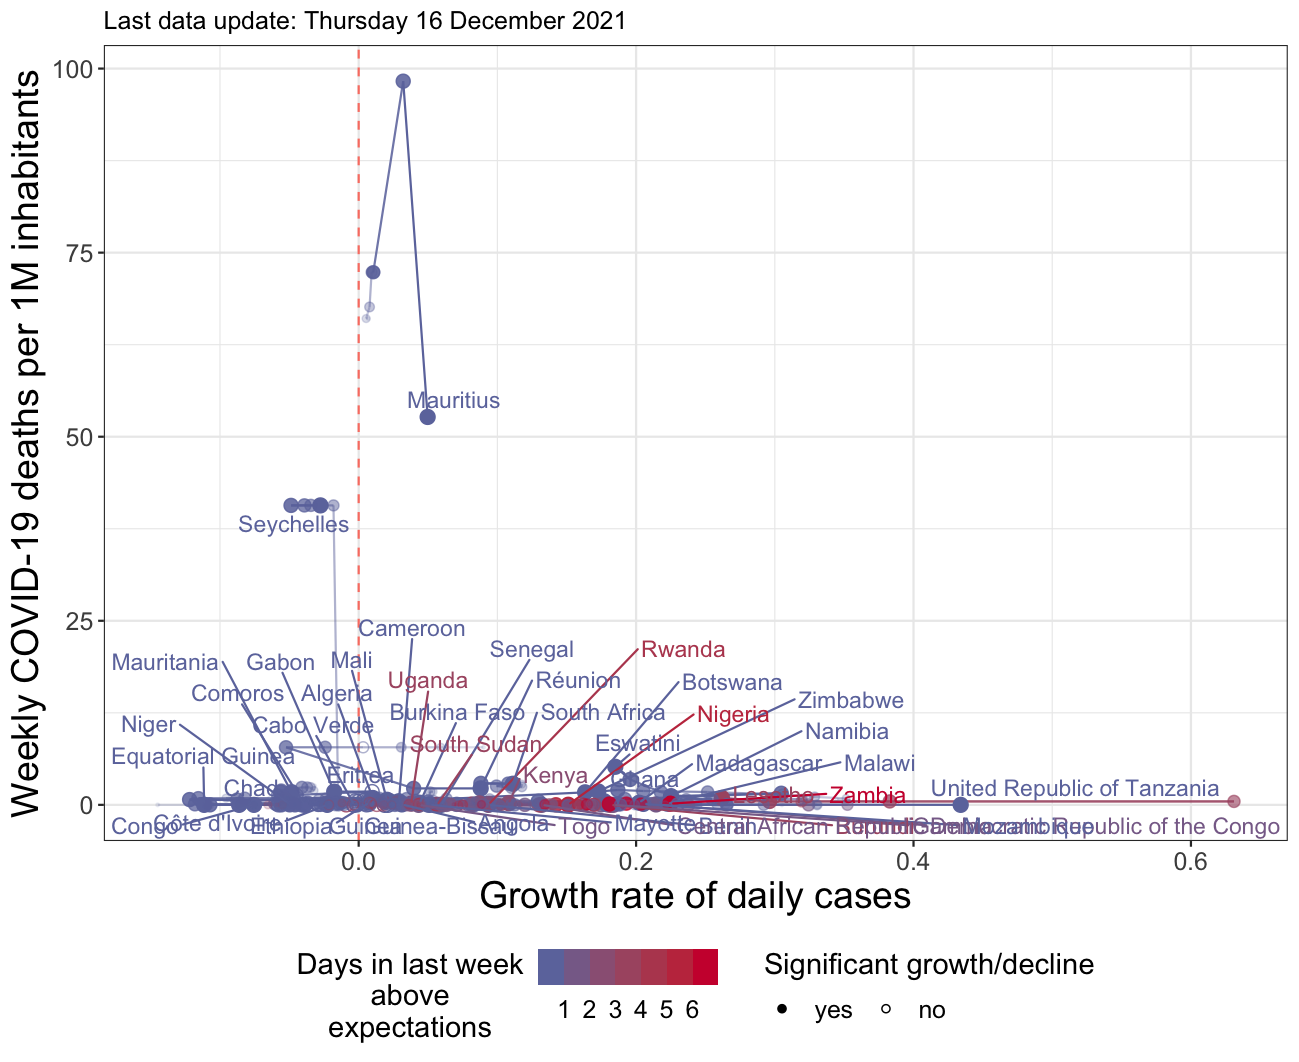 Last data update: Thursday 16 December 2021
Weekly COVID-19 deaths per 1M inhabitants
100
75
50
25
0
Mauritius
Seychelles
Cameroon
Mauritania
Gabon
Mali
Senegal
Rwanda
Comoros
Algeria
Uganda
Réunion
Botswana
Niger
Cabo Verde
Burkina Faso
South Africa
Nigeria
Zimbabwe
Equatorial Guinea
South Sudan
Eswatini
Namibia
Chad
Eritrea
Kenya
Ghana
Madagascar
Malawi
Lesotho
Zambia
United Republic of Tanzania
Congo
Côte d'Ivoire
Ethiopia
Guinea
Guinea-Bissau
Angola
Togo
Mayotte
Central African Republic
Mozambique
0.0
0.2
0.4
0.6
Growth rate of daily cases
Days in last week
above
expectations
1 2 3 4 5 6
Significant growth/decline
yes
no